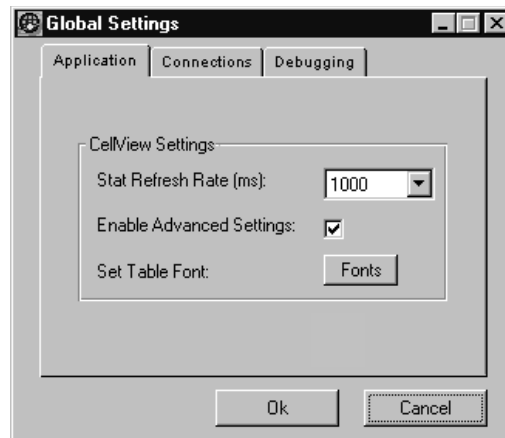 Global Settings
Application Connections Debugging
CellView Settings
Stat Refresh Rate (ms): 1000
Enable Advanced Settings:
Set Table Font: Fonts
Ok Cancel